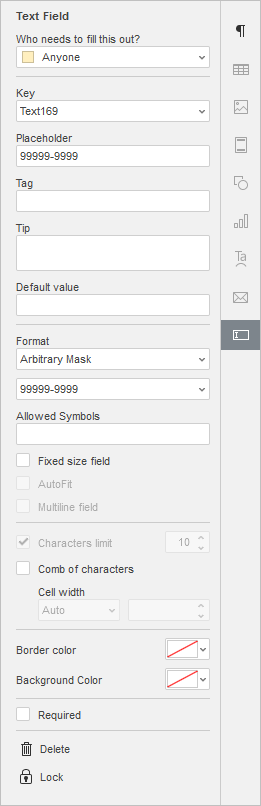 Text Field
Who needs to fill this out?
Anyone
Key
Text169
Placeholder
99999-9999
Tag
Tip
Default value
Format
Arbitrary Mask
99999-9999
Allowed Symbols
Fixed size field
AutoFit
Multiline field
Characters limit 10
Comb of characters
Cell width
Auto
Border color
Background Color
Required
Delete
Lock
¶
Ta